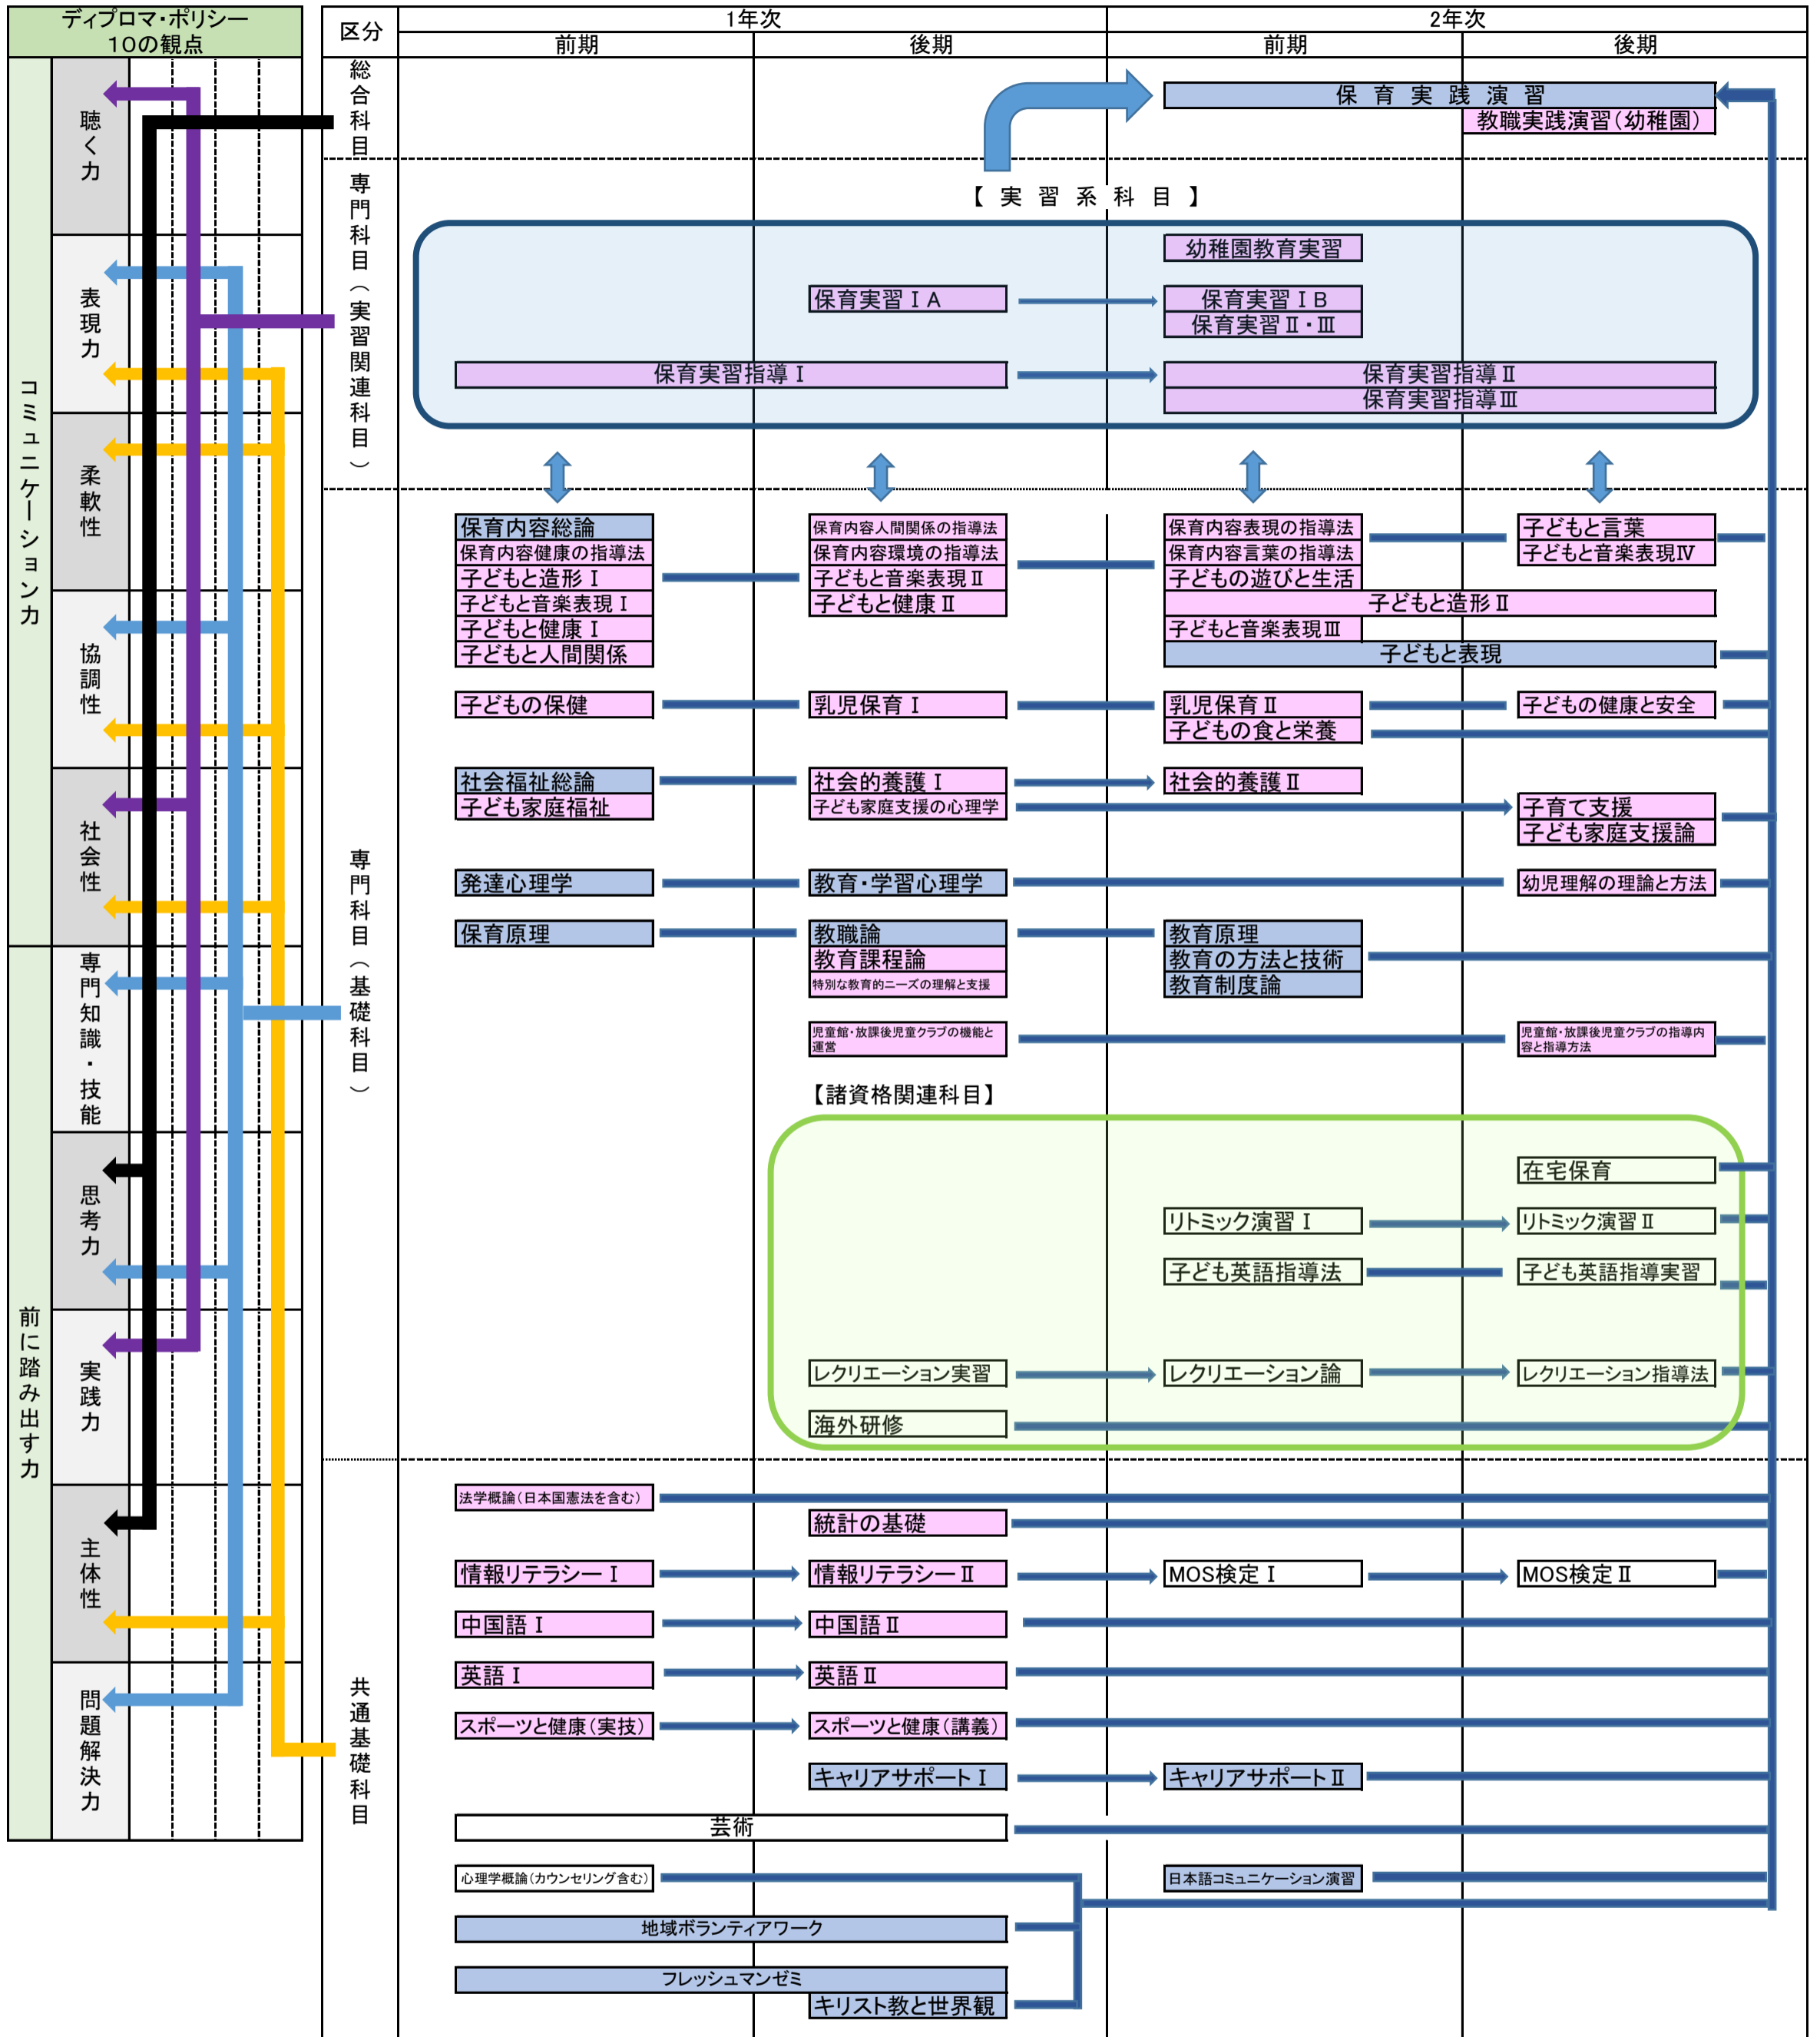 ディプロマ・ポリシー
10の観点
コミュニケーション力
聴く力
表現力
柔軟性
協調性
社会性
前に踏み出す力
専門知識・技能
思考力
実践力
主体性
問題解決力
区分
1年次
2年次
前期
後期
前期
後期
総合科目
保育実践演習
教職実践演習(幼稚園)
専門科目(実習関連科目)
【実習系科目】
幼稚園教育実習
保育実習ⅠA
保育実習ⅠB
保育実習Ⅱ・Ⅲ
保育実習指導Ⅰ
保育実習指導Ⅱ
保育実習指導Ⅲ
専門科目(基礎科目)
保育内容総論
保育内容健康の指導法
子どもと造形Ⅰ
子どもと音楽表現Ⅰ
子どもと健康Ⅰ
子どもと人間関係
保育内容人間関係の指導法
保育内容環境の指導法
子どもと音楽表現Ⅱ
子どもと健康Ⅱ
保育内容表現の指導法
保育内容言葉の指導法
子どもの遊びと生活
子どもと造形Ⅱ
子どもと音楽表現Ⅲ
子どもと表現
子どもと言葉
子どもと音楽表現Ⅳ
子どもの保健
乳児保育Ⅰ
乳児保育Ⅱ
子どもの食と栄養
子どもの健康と安全
社会福祉総論
子ども家庭福祉
社会的養護Ⅰ
子ども家庭支援の心理学
社会的養護Ⅱ
子育て支援
子ども家庭支援論
発達心理学
教育・学習心理学
幼児理解の理論と方法
保育原理
教職論
教育課程論
特別な教育的ニーズの理解と支援
教育原理
教育の方法と技術
教育制度論
児童館・放課後児童クラブの機能と
運営
児童館・放課後児童クラブの指導内
容と指導方法
【諸資格関連科目】
在宅保育
リトミック演習Ⅰ
リトミック演習Ⅱ
子ども英語指導法
子ども英語指導実習
レクリエーション実習
レクリエーション論
レクリエーション指導法
海外研修
共通基礎科目
法学概論(日本国憲法を含む)
統計の基礎
情報リテラシーⅠ
情報リテラシーⅡ
MOS検定Ⅰ
MOS検定Ⅱ
中国語Ⅰ
中国語Ⅱ
英語Ⅰ
英語Ⅱ
スポーツと健康(実技)
スポーツと健康(講義)
キャリアサポートⅠ
キャリアサポートⅡ
芸術
心理学概論(カウンセリング含む)
日本語コミュニケーション演習
地域ボランティアワーク
フレッシュマンゼミ
キリスト教と世界観